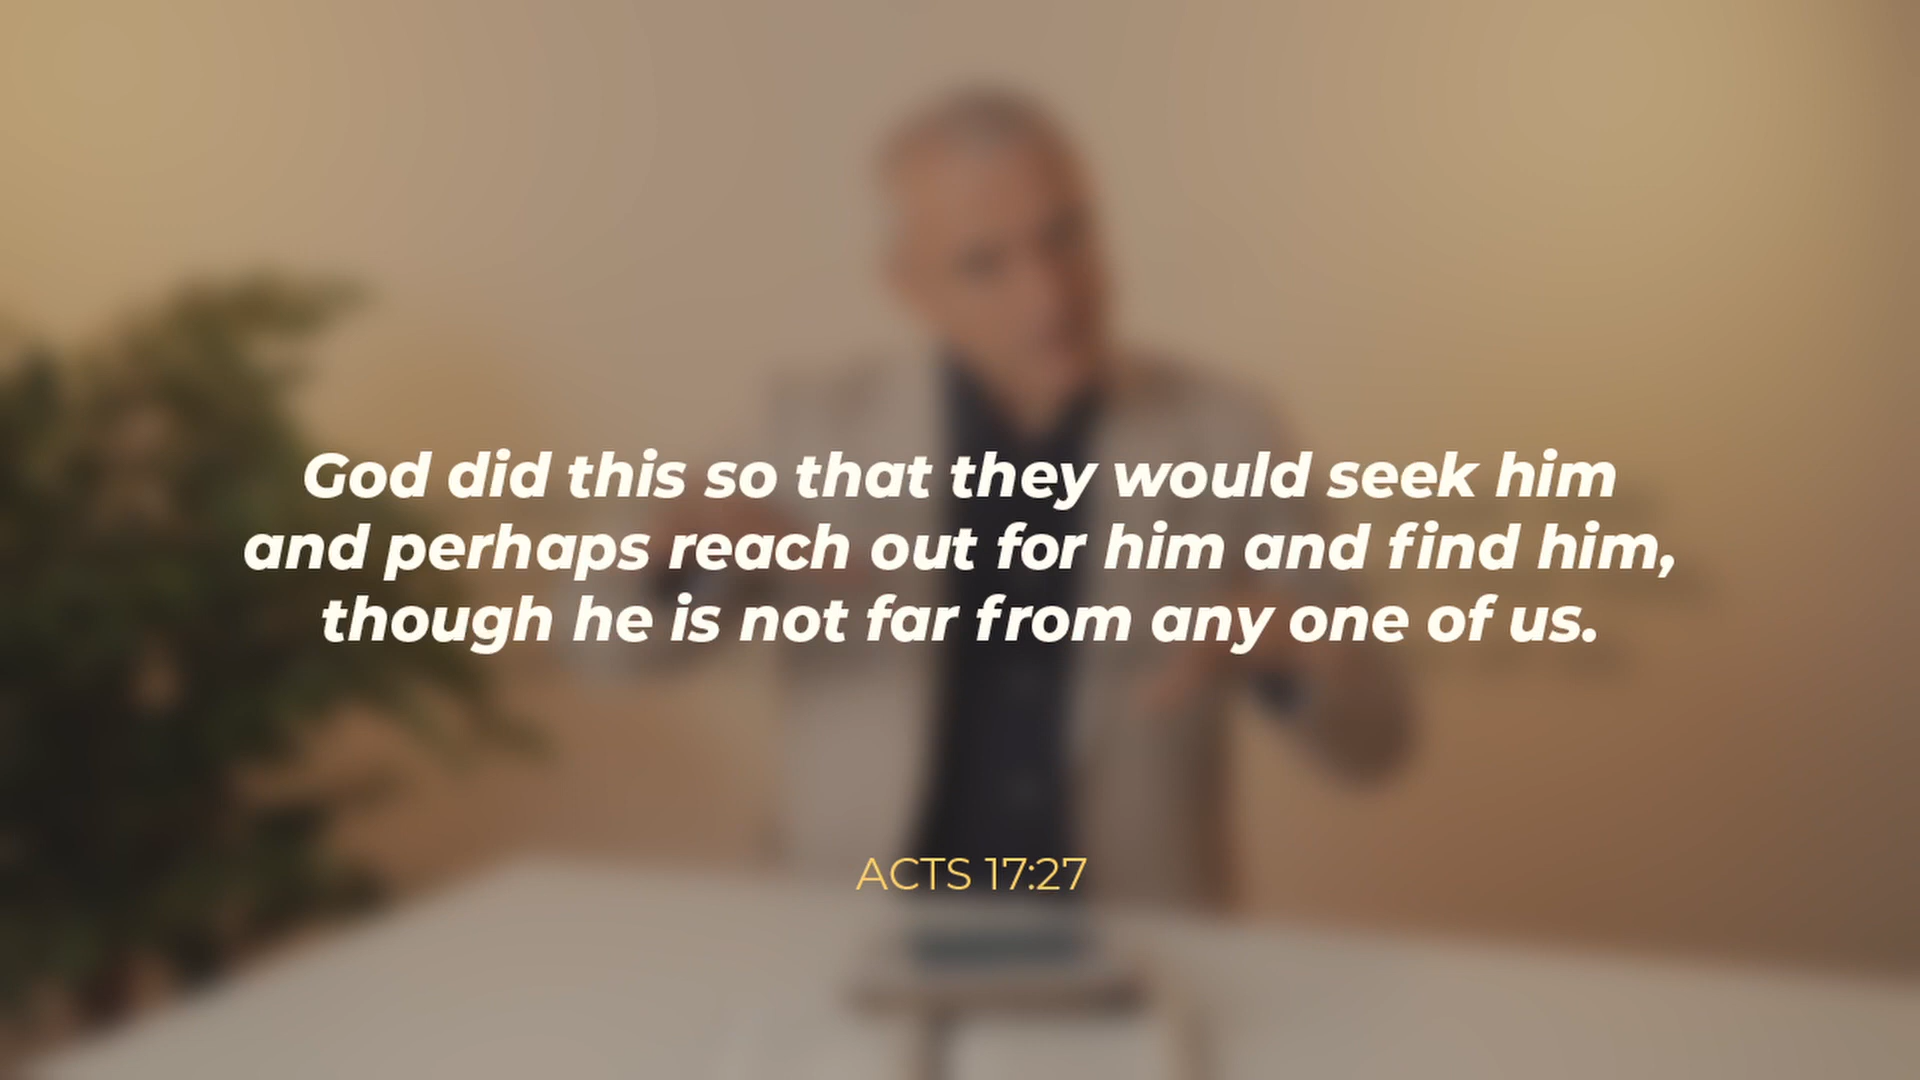 God did this so that they would seek him
and perhaps reach out for him and find him,
though he is not far from any one of us.
ACTS 17:27